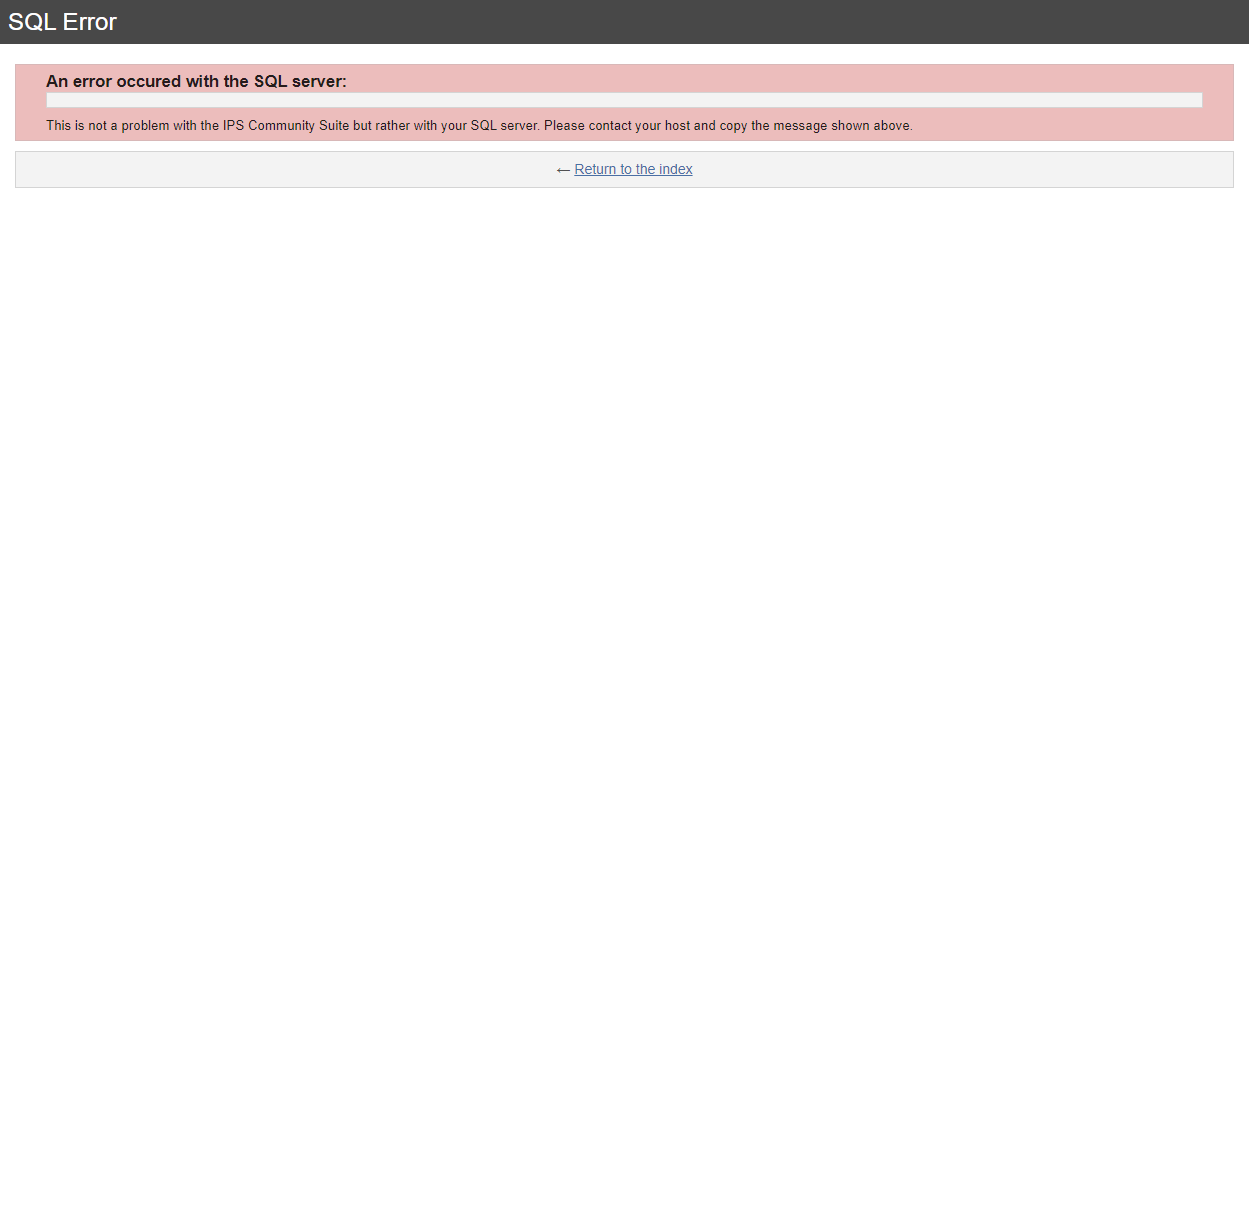 SQL Error
An error occured with the SQL server:
This is not a problem with the IPS Community Suite but rather with your SQL server. Please contact your host and copy the message shown above.
← Return to the index